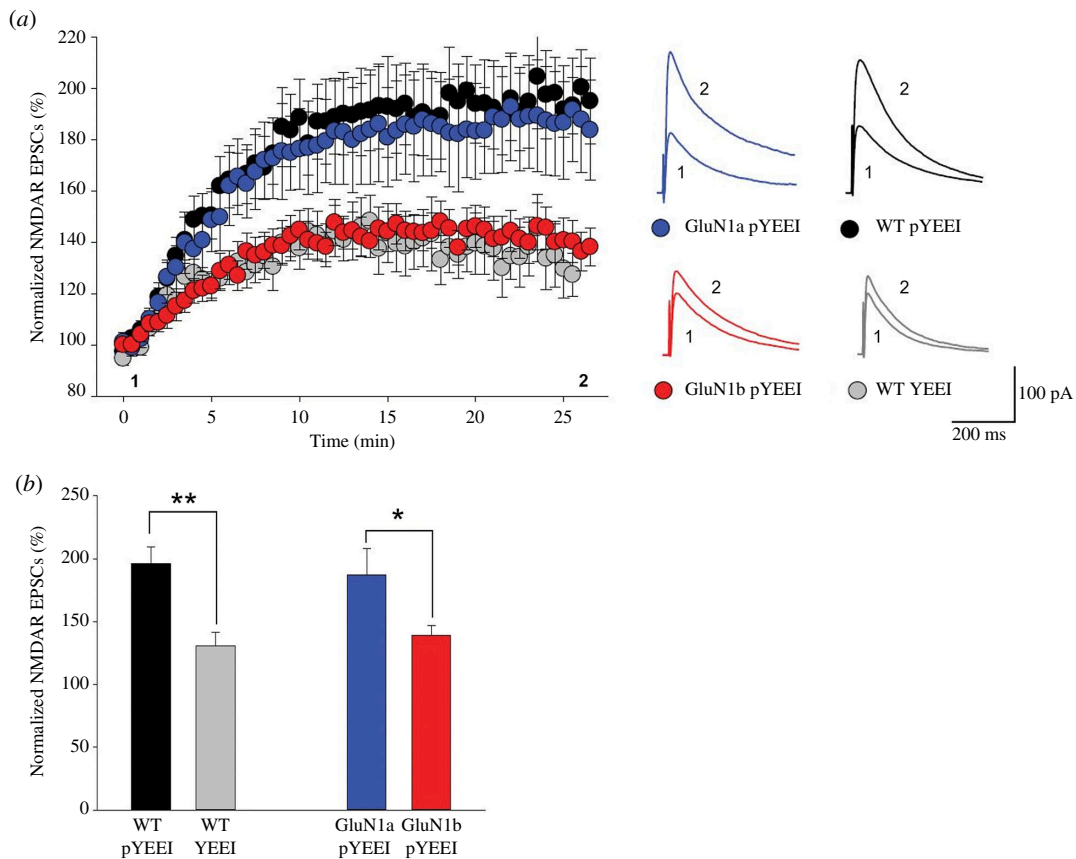 (a)
220
200
180
160
140
120
100
80
Normalized NMDAR EPSCs (%)
1
2
0
5
10
15
20
25
Time (min)
2
1
2
1
GluN1a pYEEI
WT pYEEI
2
1
2
1
GluN1b pYEEI
WT YEEI
100 pA
200 ms
(b)
250
200
150
100
50
0
Normalized NMDAR EPSCs (%)
**
*
WT
pYEEI
WT
YEEI
GluN1a
pYEEI
GluN1b
pYEEI